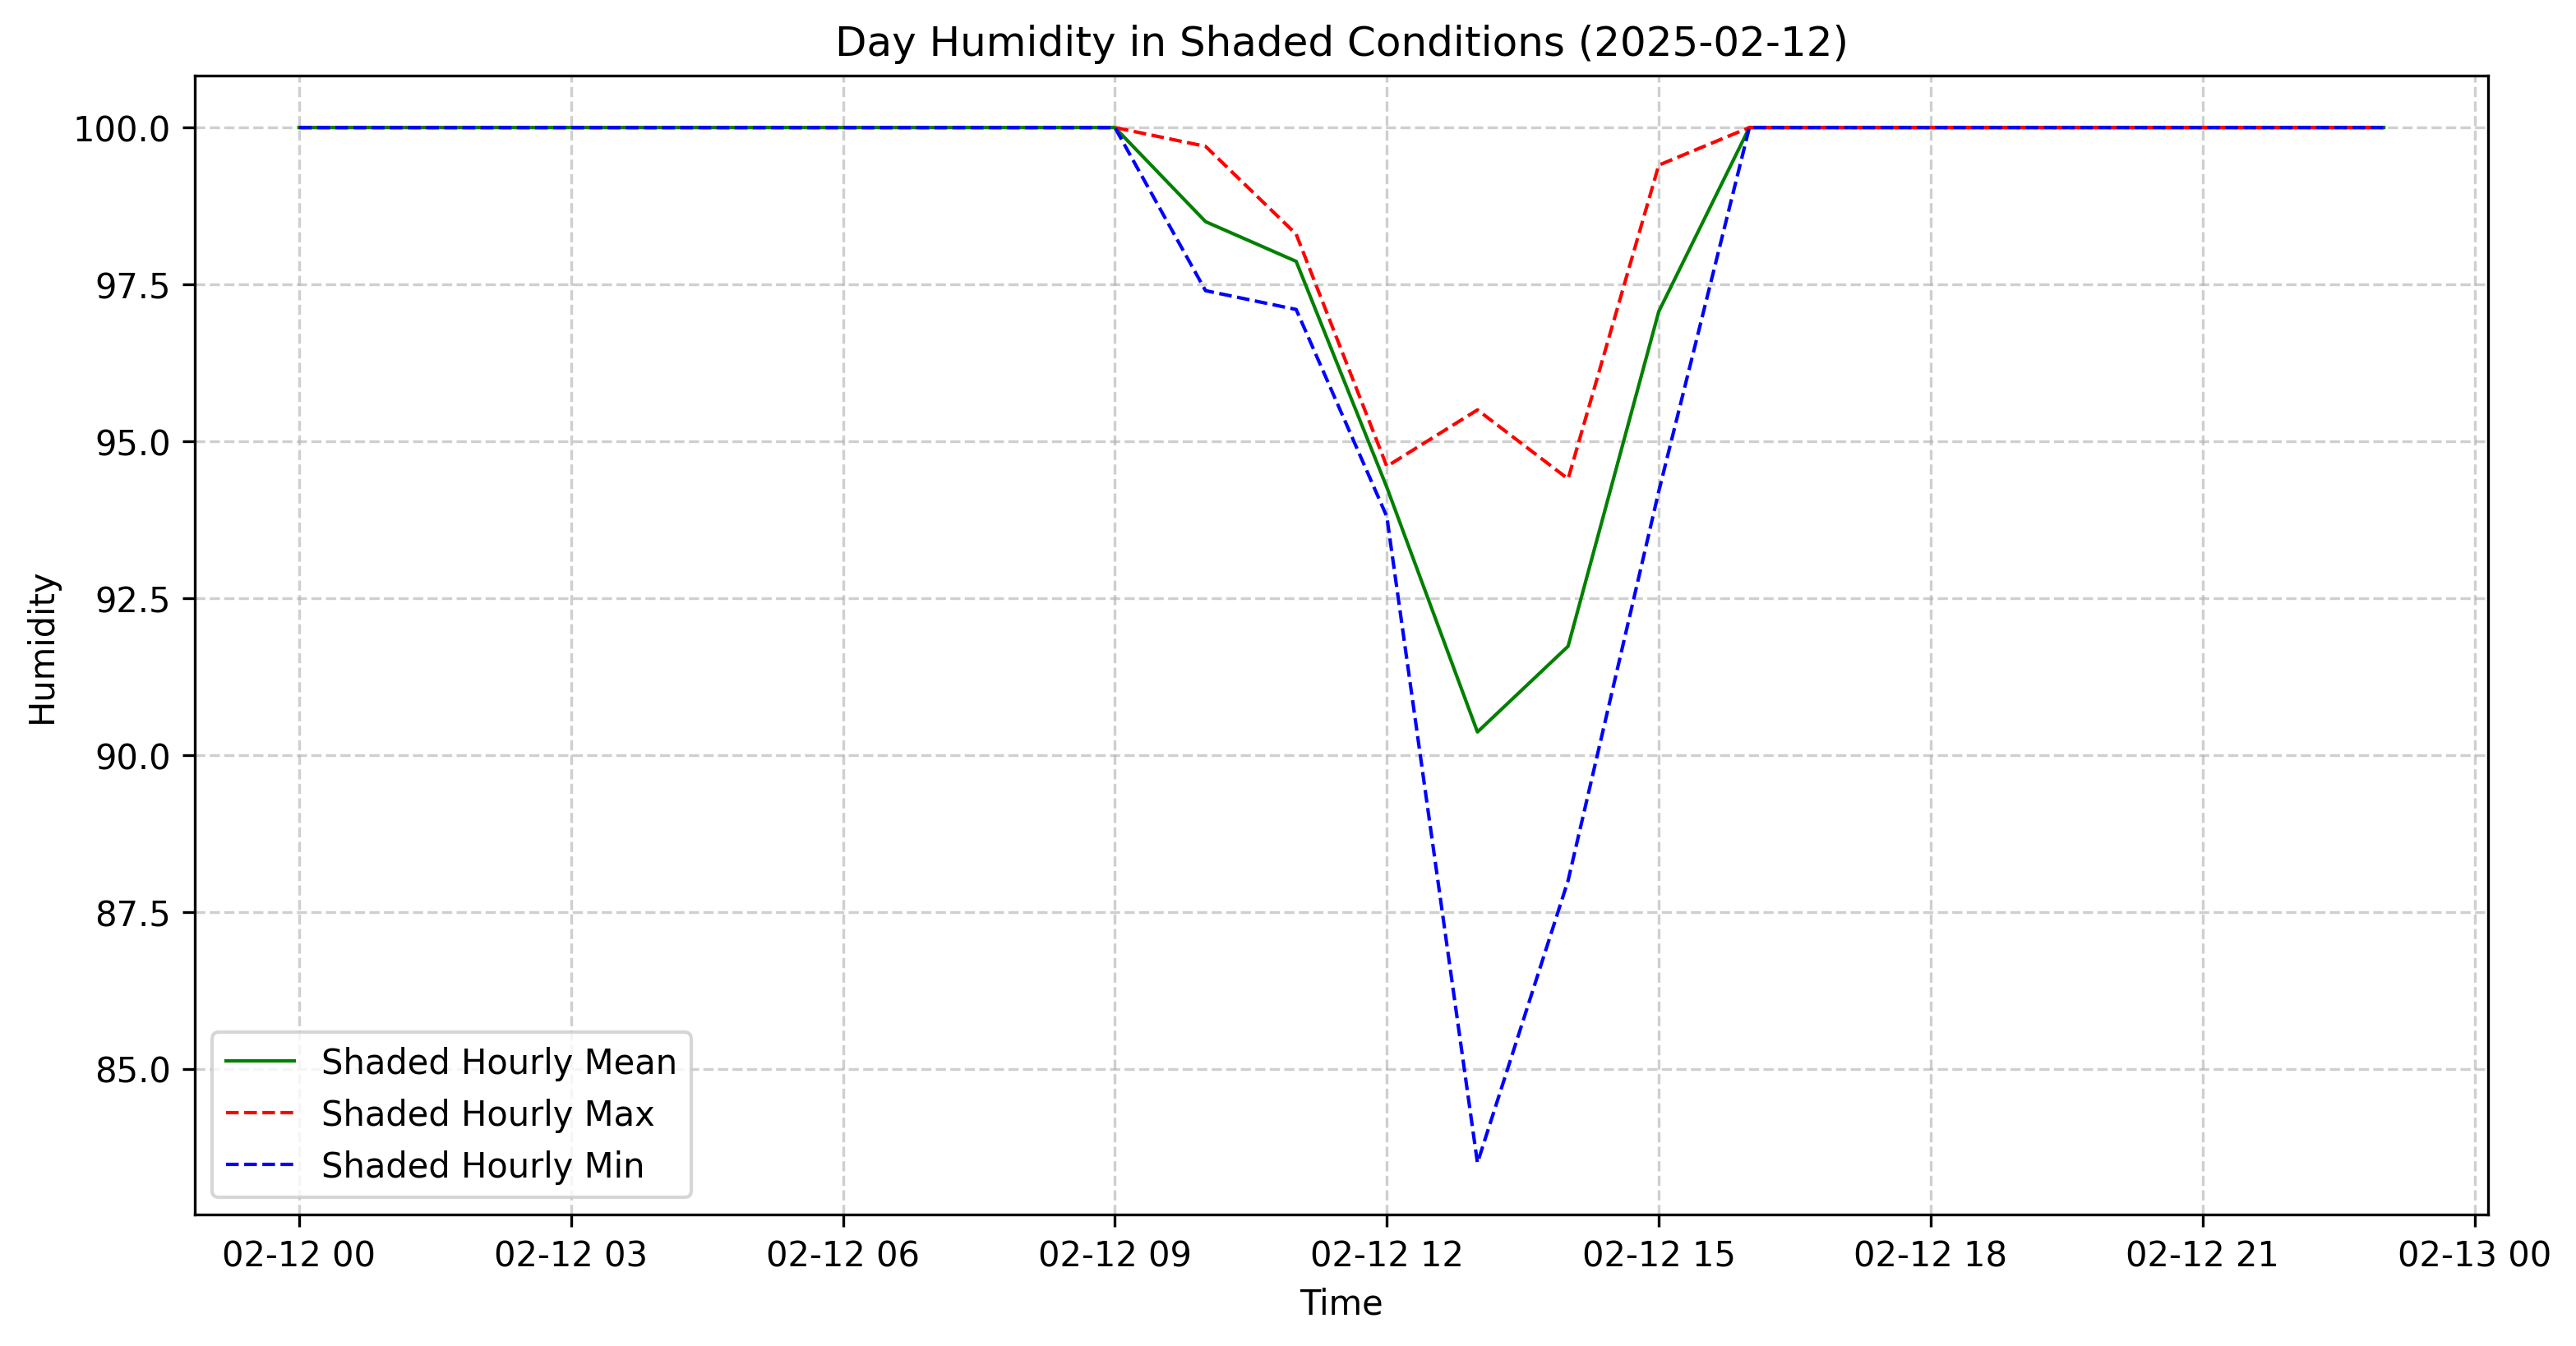 Day Humidity in Shaded Conditions (2025-02-12)
100.0
97.5
95.0
92.5
90.0
87.5
85.0
Humidity
Shaded Hourly Mean
Shaded Hourly Max
Shaded Hourly Min
02-12 00 02-12 03 02-12 06 02-12 09 02-12 12 02-12 15 02-12 18 02-12 21 02-13 00
Time